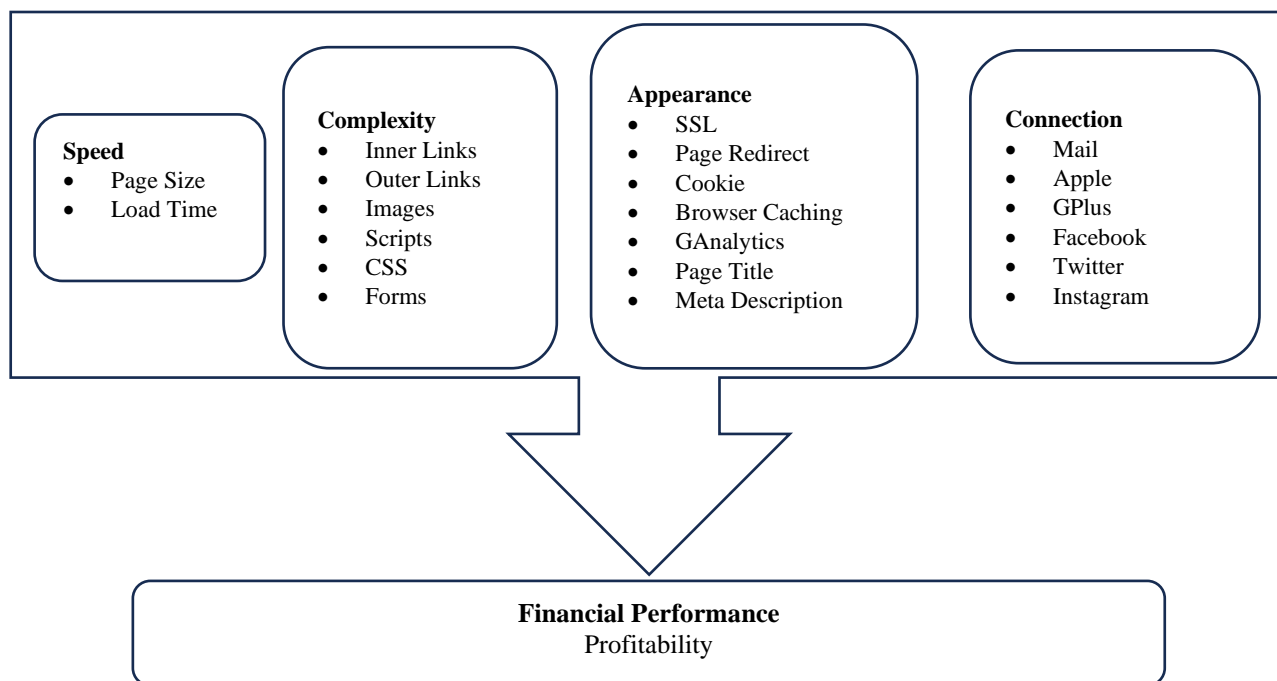 Speed
• Page Size
• Load Time
Complexity
• Inner Links
• Outer Links
• Images
• Scripts
• CSS
• Forms
Appearance
• SSL
• Page Redirect
• Cookie
• Browser Caching
• GAnalytics
• Page Title
• Meta Description
Connection
• Mail
• Apple
• GPlus
• Facebook
• Twitter
• Instagram
Financial Performance
Profitability